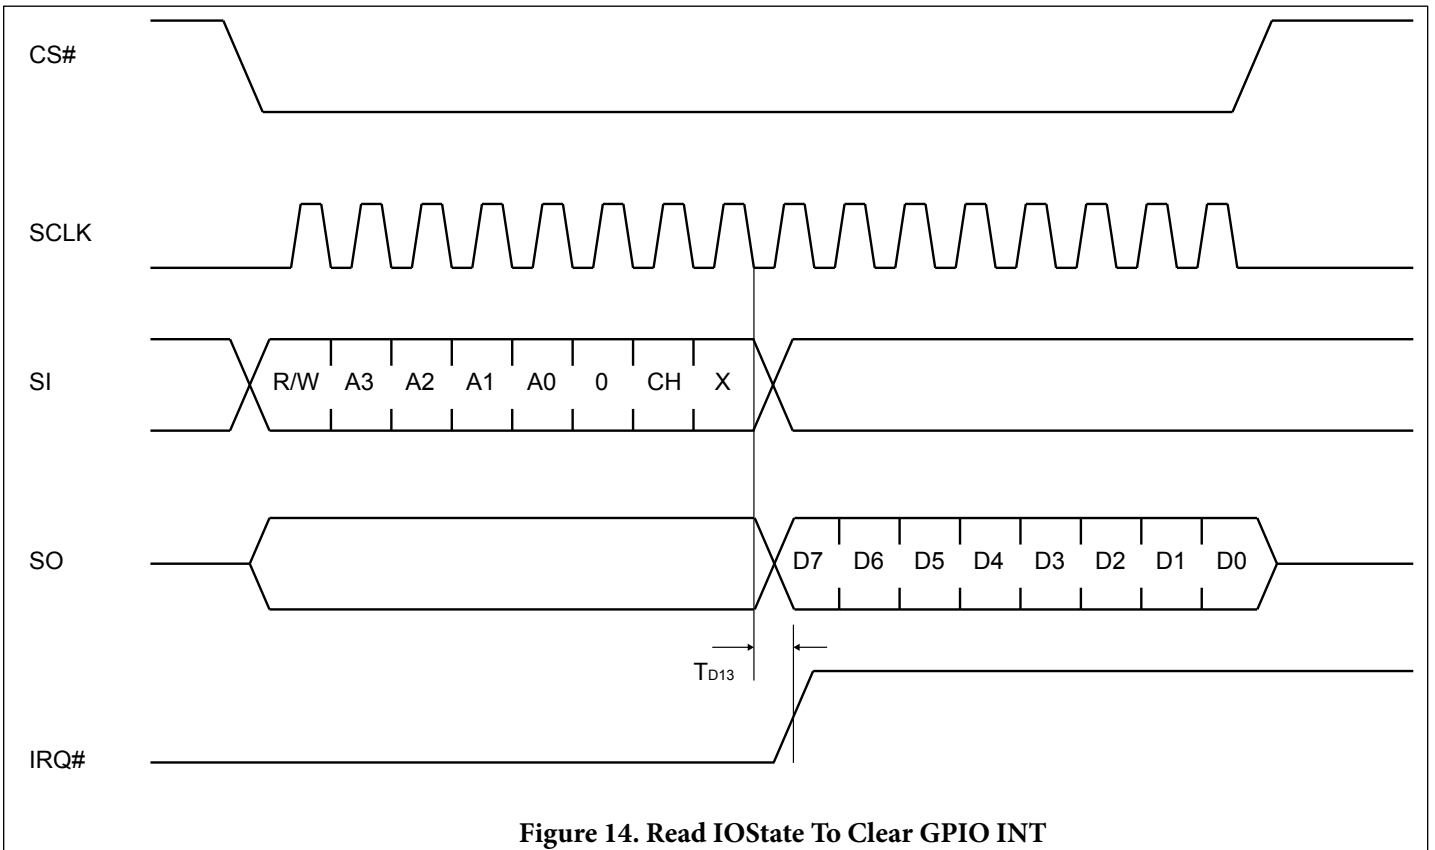 CS#
SCLK
SI
R/W A3 A2 A1 A0 0 CH X
SO
D7 D6 D5 D4 D3 D2 D1 D0
TD13
IRQ#
Figure 14. Read IOState To Clear GPIO INT